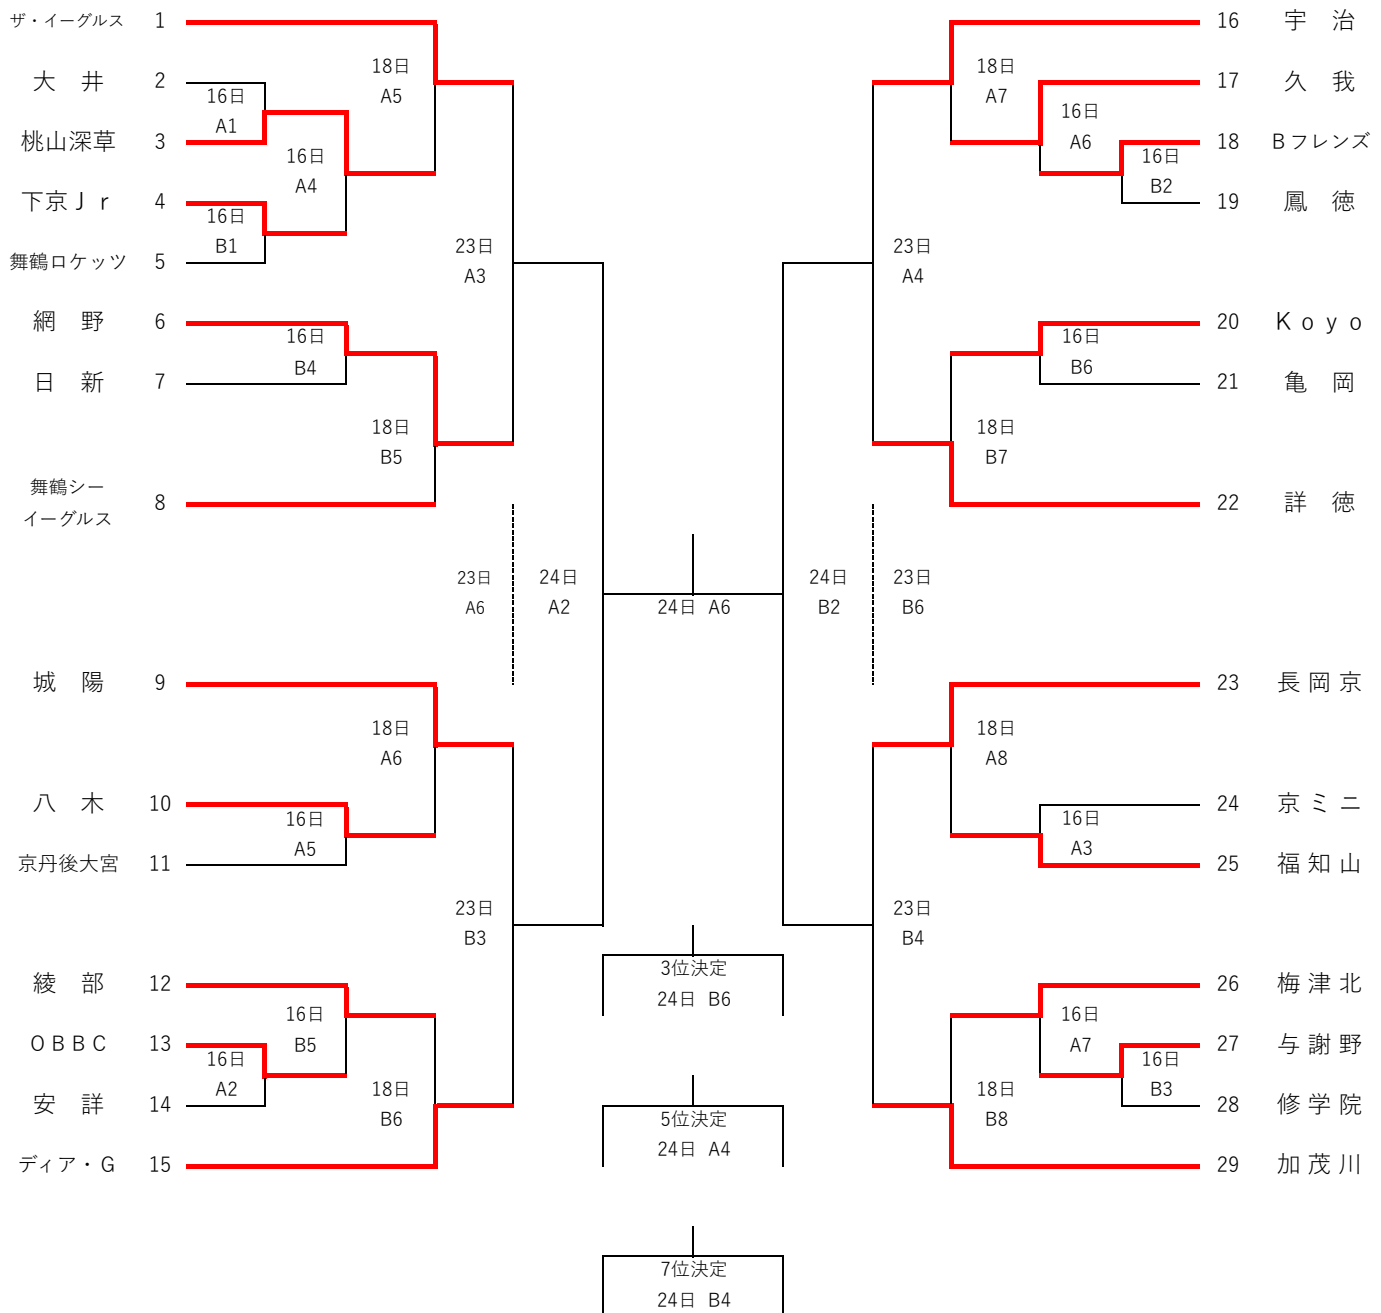 ザ・イーグルス 1
18日
A5
大 井 2
16日
A1
桃山深草 3
16日
A4
下京Ｊｒ 4
16日
B1
舞鶴ロケッツ 5
23日
A3
網 野 6
16日
B4
日 新 7
18日
B5
舞鶴シー
イーグルス 8
23日
A6
24日
A2
城 陽 9
18日
A6
八 木 10
16日
A5
京丹後大宮 11
23日
B3
綾 部 12
16日
B5
ＯＢＢＣ 13
16日
A2
安 詳 14
18日
B6
ディア・G 15
24日 A6
3位決定
24日 B6
5位決定
24日 A4
7位決定
24日 B4
16 宇 治
18日
A7
17 久 我
16日
A6
18 Ｂフレンズ
16日
B2
19 鳳 徳
23日
A4
20 Ｋｏｙｏ
16日
B6
21 亀 岡
18日
B7
22 詳 徳
24日
B2
23日
B6
23 長岡京
18日
A8
24 京ミニ
16日
A3
25 福知山
23日
B4
26 梅津北
16日
A7
27 与謝野
16日
B3
28 修学院
18日
B8
29 加茂川